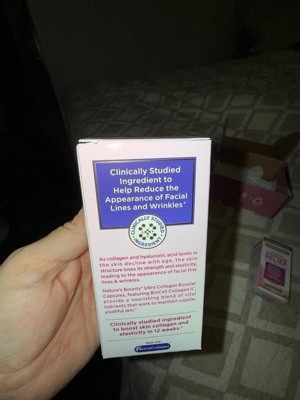 Clinically Studied
Ingredient to
Help Reduce the
Appearance of Facial
Lines and Wrinkles*
CLINICALLY STUDIED
INGREDIENT
As collagen and hyaluronic acid levels in
the skin decline with age, the skin
structure loses its strength and elasticity
leading to the appearance of fine
lines & wrinkles.
Nature's Bounty® Ultra Collagen Booster
Capsules, featuring BioCell Collagen II®,
provide a nourishing blend of vital
nutrients that work to maintain supple,
youthful skin.*
Clinically studied ingredient
to boost skin collagen and
elasticity in 12 weeks.*